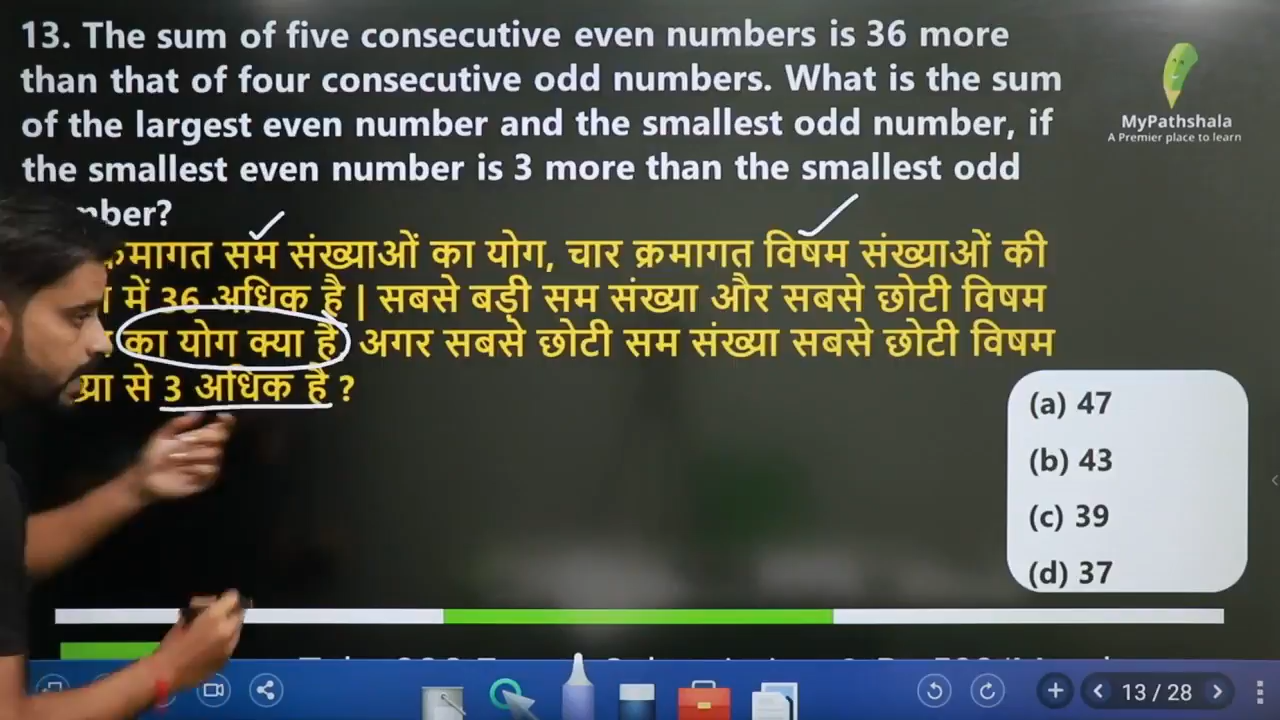 13. The sum of five consecutive even numbers is 36 more
than that of four consecutive odd numbers. What is the sum
of the largest even number and the smallest odd number, if
the smallest even number is 3 more than the smallest odd
mber?
क्रमागत सम संख्याओं का योग, चार क्रमागत विषम संख्याओं की
में 36 अधिक है | सबसे बड़ी सम संख्या और सबसे छोटी विषम
का योग क्या है, अगर सबसे छोटी सम संख्या सबसे छोटी विषम
ख्या से 3 अधिक है ?
MyPathshala
A Premier place to learn
(a) 47
(b) 43
(c) 39
(d) 37
13 / 28